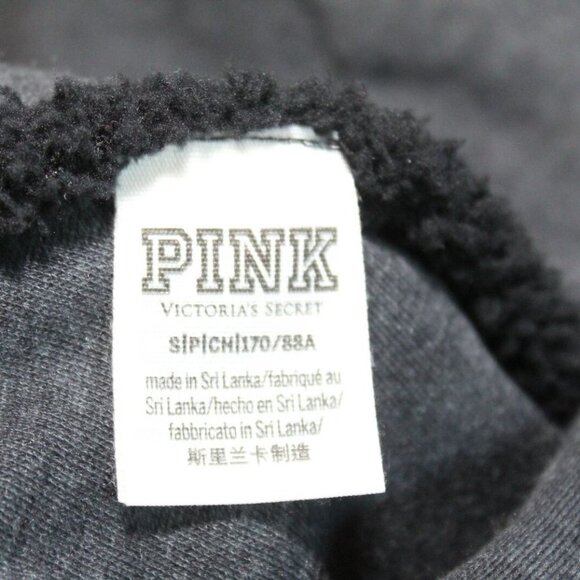 PINK
VICTORIA'S SECRET
S|P|CH|170/88A
made in Sri Lanka/fabriqué au
Sri Lanka/hecho en Sri Lanka/
fabbricato in Sri Lanka/
斯里兰卡制造